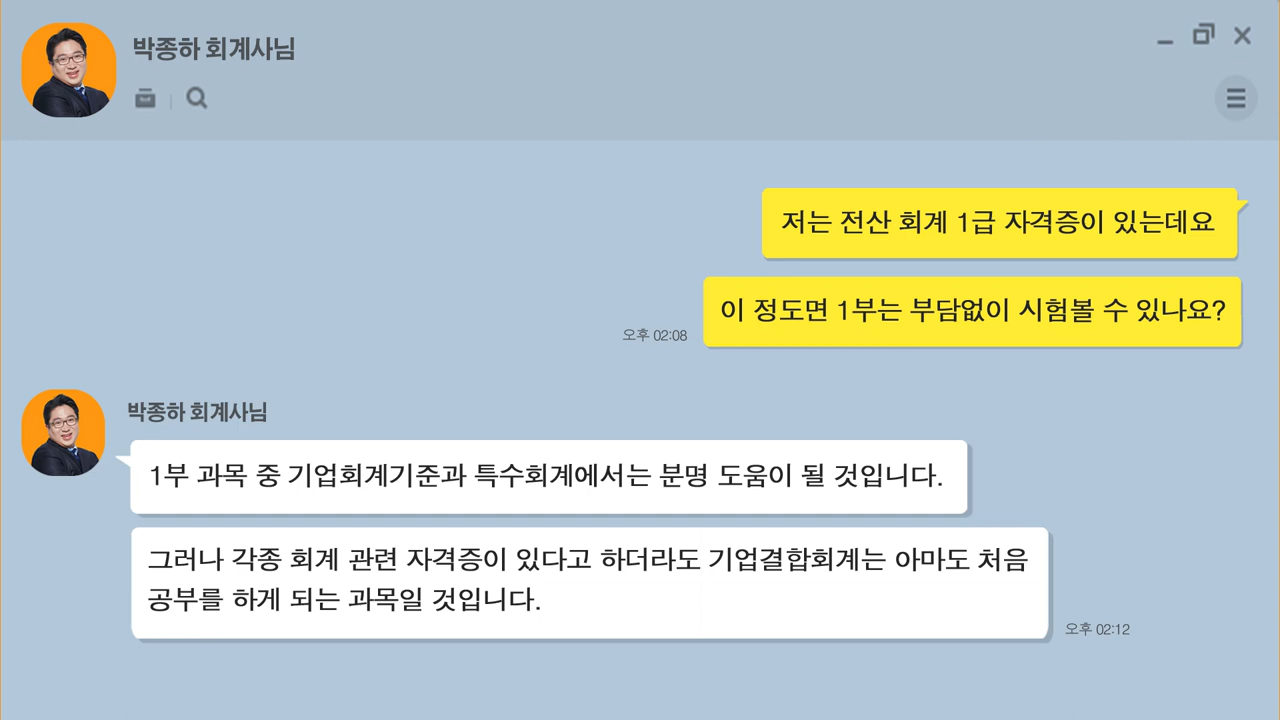 박종하 회계사님
저는 전산 회계 1급 자격증이 있는데요
이 정도면 1부는 부담없이 시험볼 수 있나요?
오후 02:08
박종하 회계사님
1부 과목 중 기업회계기준과 특수회계에서는 분명 도움이 될 것입니다.
그러나 각종 회계 관련 자격증이 있다고 하더라도 기업결합회계는 아마도 처음
공부를 하게 되는 과목일 것입니다.
오후 02:12